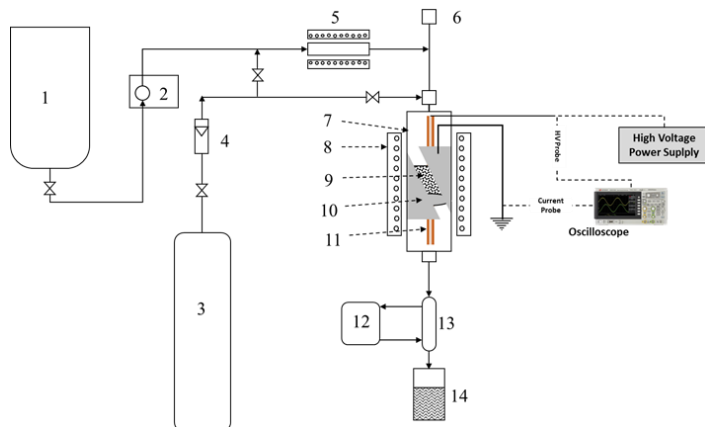 5
6
1
2
4
7
8
9
10
11
HV Probe
High Voltage
Power Suplply
Current
Probe
Oscilloscope
3
12
13
14